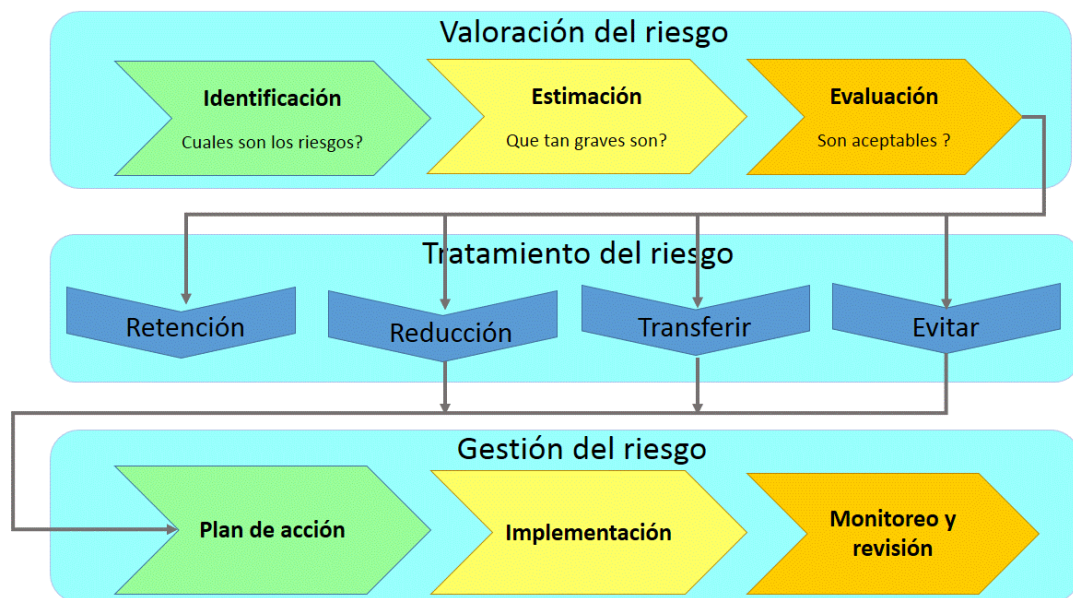 Valoración del riesgo
Identificación
Cuales son los riesgos?
Estimación
Que tan graves son?
Evaluación
Son aceptables ?
Tratamiento del riesgo
Retención
Reducción
Transferir
Evitar
Gestión del riesgo
Plan de acción
Implementación
Monitoreo y
revisión